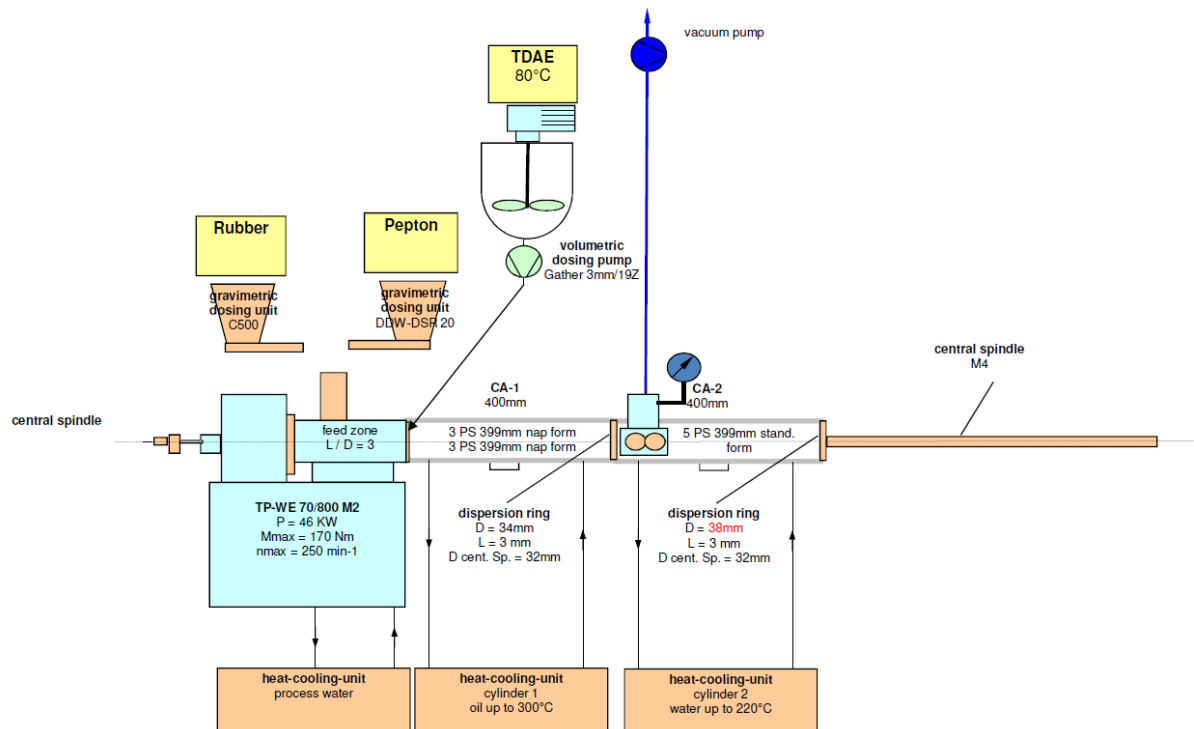 vacuum pump
TDAE
80°C
Rubber
Pepton
volumetric
dosing pump
Gather 3mm/19Z
gravimetric
dosing unit
C500
gravimetric
dosing unit
DDW-DSR 20
central spindle
M4
CA-1
400mm
CA-2
400mm
central spindle
feed zone
L / D = 3
3 PS 399mm nap form
3 PS 399mm nap form
5 PS 399mm stand.
form
TP-WE 70/800 M2
P = 46 KW
Mmax = 170 Nm
nmax = 250 min-1
dispersion ring
D = 34mm
L = 3 mm
D cent. Sp. = 32mm
dispersion ring
D = 38mm
L = 3 mm
D cent. Sp. = 32mm
heat-cooling-unit
process water
heat-cooling-unit
cylinder 1
oil up to 300°C
heat-cooling-unit
cylinder 2
water up to 220°C